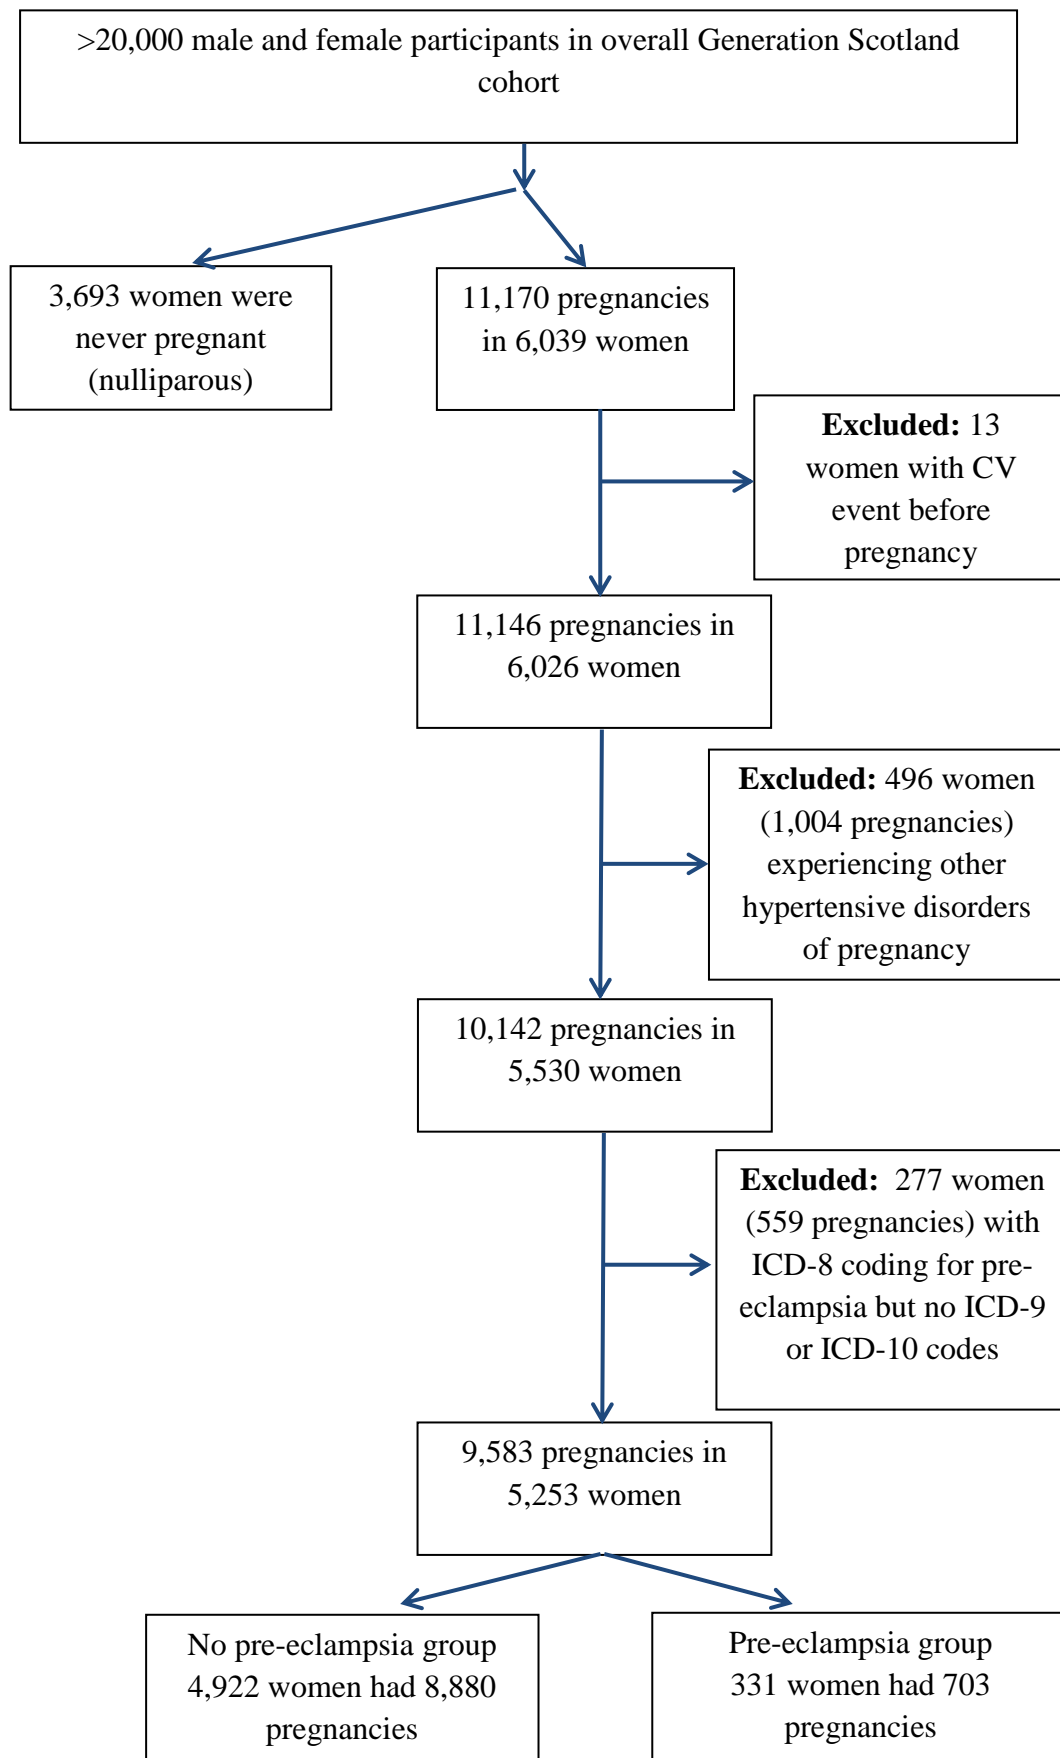 >20,000 male and female participants in overall Generation Scotland
cohort
3,693 women were
never pregnant
(nulliparous)
11,170 pregnancies
in 6,039 women
Excluded: 13
women with CV
event before
pregnancy
11,146 pregnancies in
6,026 women
Excluded: 496 women
(1,004 pregnancies)
experiencing other
hypertensive disorders
of pregnancy
10,142 pregnancies in
5,530 women
Excluded:  277 women
(559 pregnancies) with
ICD-8 coding for pre-
eclampsia but no ICD-9
or ICD-10 codes
9,583 pregnancies in
5,253 women
No pre-eclampsia group
4,922 women had 8,880
pregnancies
Pre-eclampsia group
331 women had 703
pregnancies